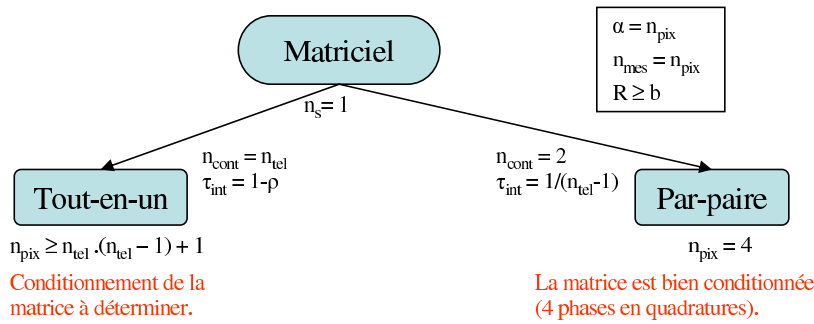 Matriciel
α = n_pix
n_mes = n_pix
R ≥ b
n_s= 1
n_cont = n_tel
τ_int = 1-ρ
n_cont = 2
τ_int = 1/(n_tel-1)
Tout-en-un
Par-paire
n_pix ≥ n_tel .(n_tel − 1) + 1
n_pix = 4
Conditionnement de la
matrice à déterminer.
La matrice est bien conditionnée
(4 phases en quadratures).